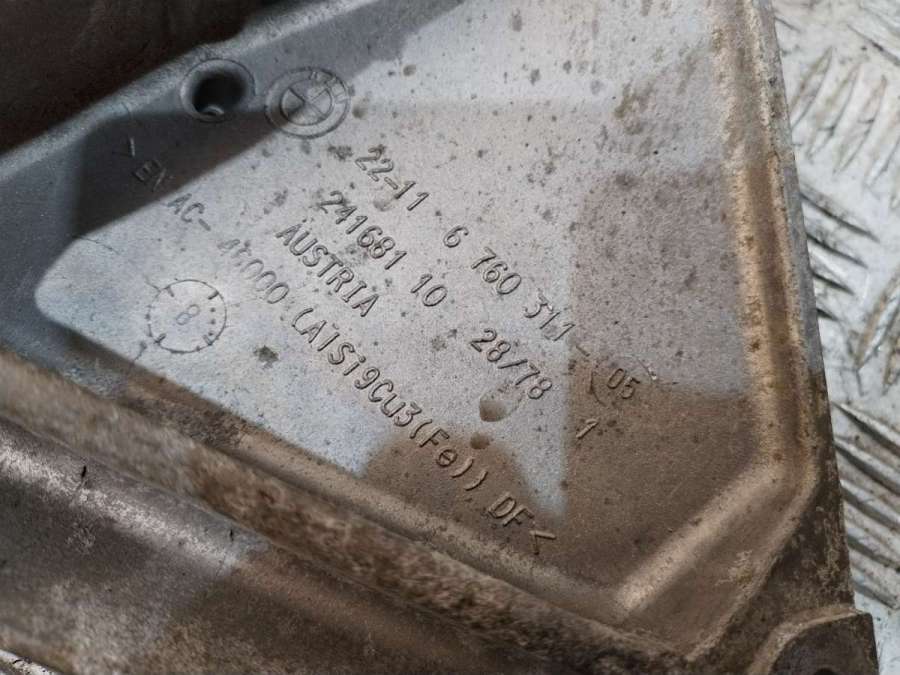 22-11 6 760 311-05
241681 10 28/78 1
AUSTRIA
>EN AC-46000 (AlSi9Cu3(Fe)) DF<
8